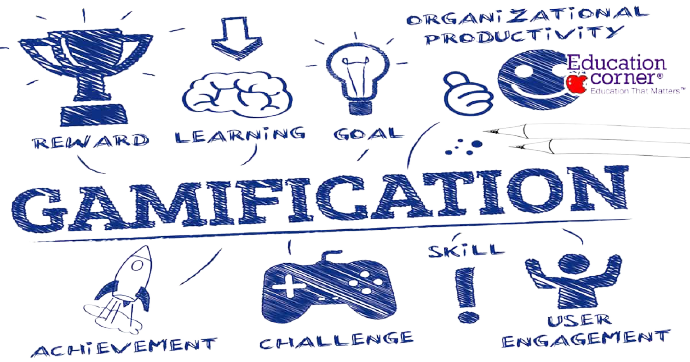 ORGANiZATiONAL
PRODUCTiViTY
Education
corner®
Education That Matters™
REWARD
LEARNiNG
GOAL
GAMIFICATION
SKiLL
ACHiEVEMENT
CHALLENGE
USER
ENGAGEMENT